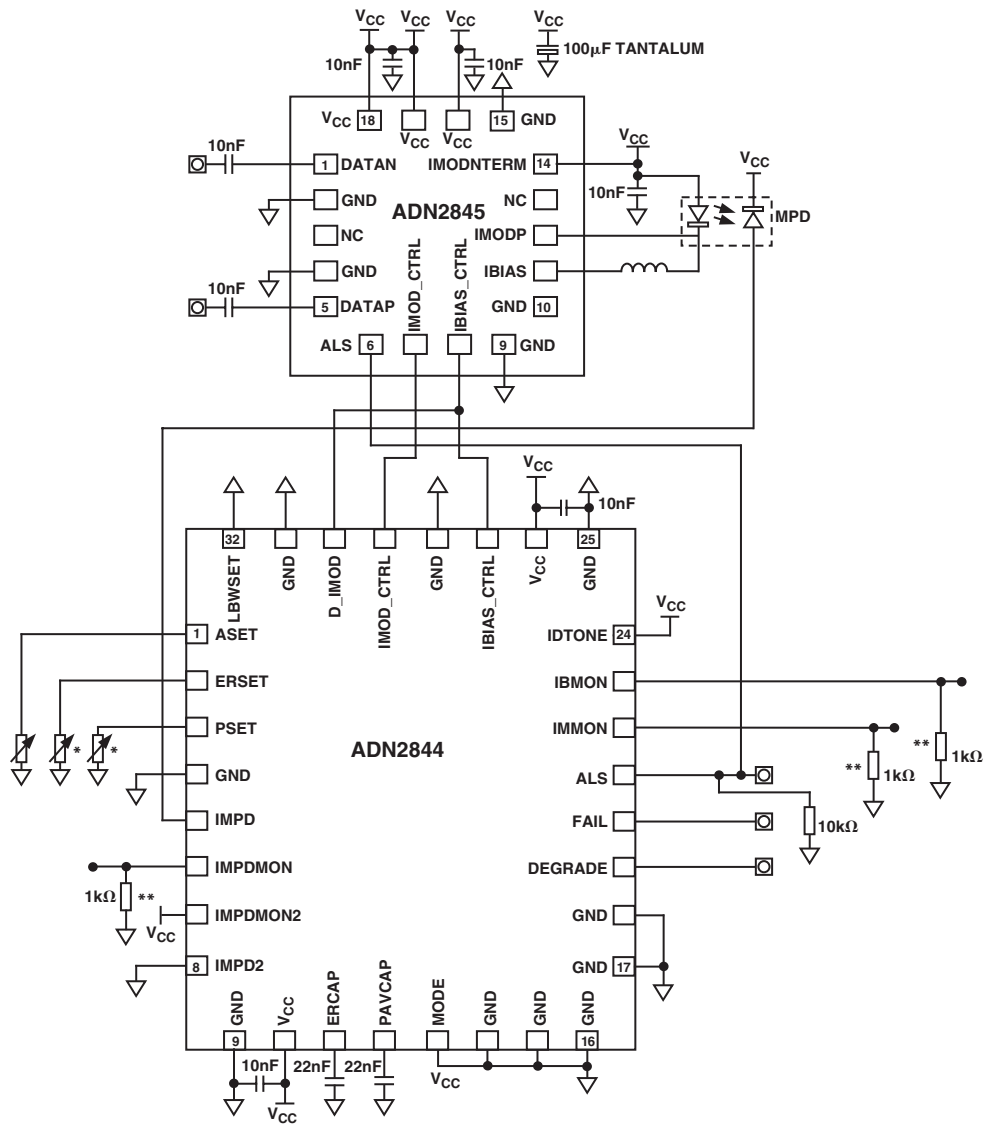 VCC VCC VCC VCC
100µF TANTALUM
10nF 10nF
VCC 18 VCC VCC 15 GND
10nF
1 DATAN IMODNTERM 14 VCC VCC
GND NC 10nF
ADN2845 MPD
NC IMODP
GND IBIAS
10nF
5 DATAP IMOD_CTRL IBIAS_CTRL GND 10
ALS 6 9 GND
VCC
10nF
32 25
LBWSET GND D_IMOD IMOD_CTRL GND IBIAS_CTRL VCC GND
VCC
1 ASET IDTONE 24
ERSET IBMON
PSET IMMON
* * ADN2844 ** 1kΩ ** 1kΩ
GND ALS
IMPD FAIL 10kΩ
IMPDMON DEGRADE
1kΩ **
IMPDMON2 GND
VCC
8 IMPD2 GND 17
GND VCC ERCAP PAVCAP MODE GND GND GND
9 16
10nF 22nF 22nF VCC
VCC